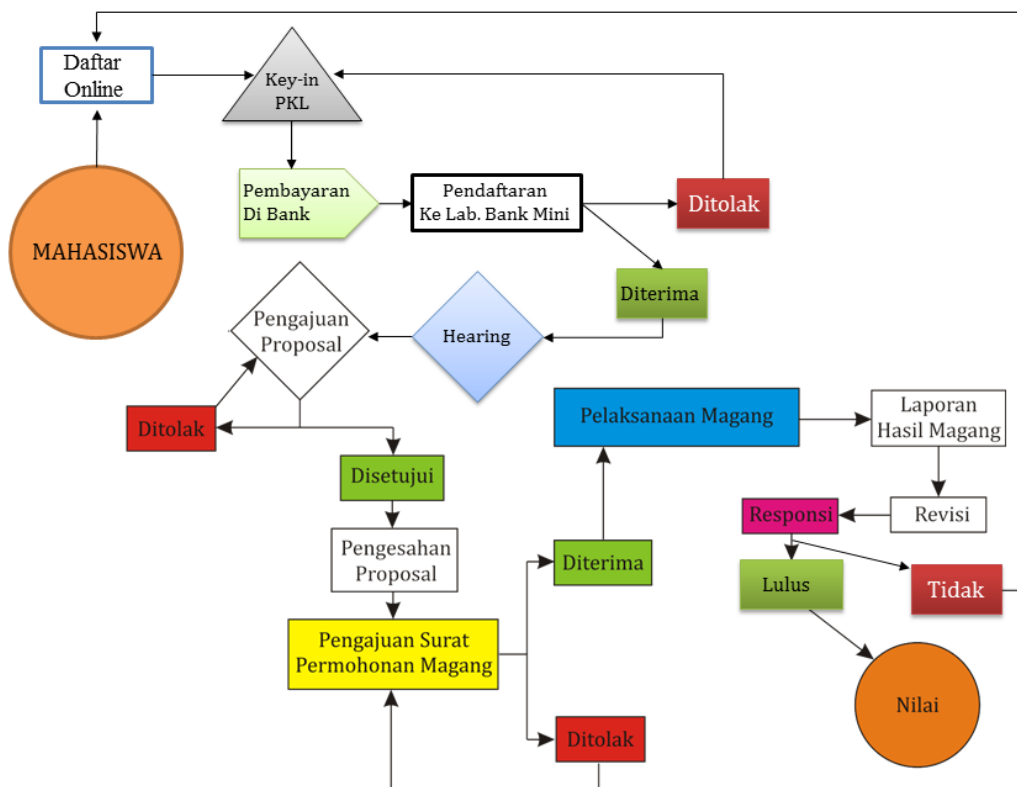 Daftar
Online
Key-in
PKL
MAHASISWA
Pembayaran
Di Bank
Pendaftaran
Ke Lab. Bank Mini
Ditolak
Diterima
Hearing
Pengajuan
Proposal
Ditolak
Disetujui
Pengesahan
Proposal
Pengajuan Surat
Permohonan Magang
Diterima
Ditolak
Pelaksanaan Magang
Laporan
Hasil Magang
Revisi
Responsi
Lulus
Tidak
Nilai